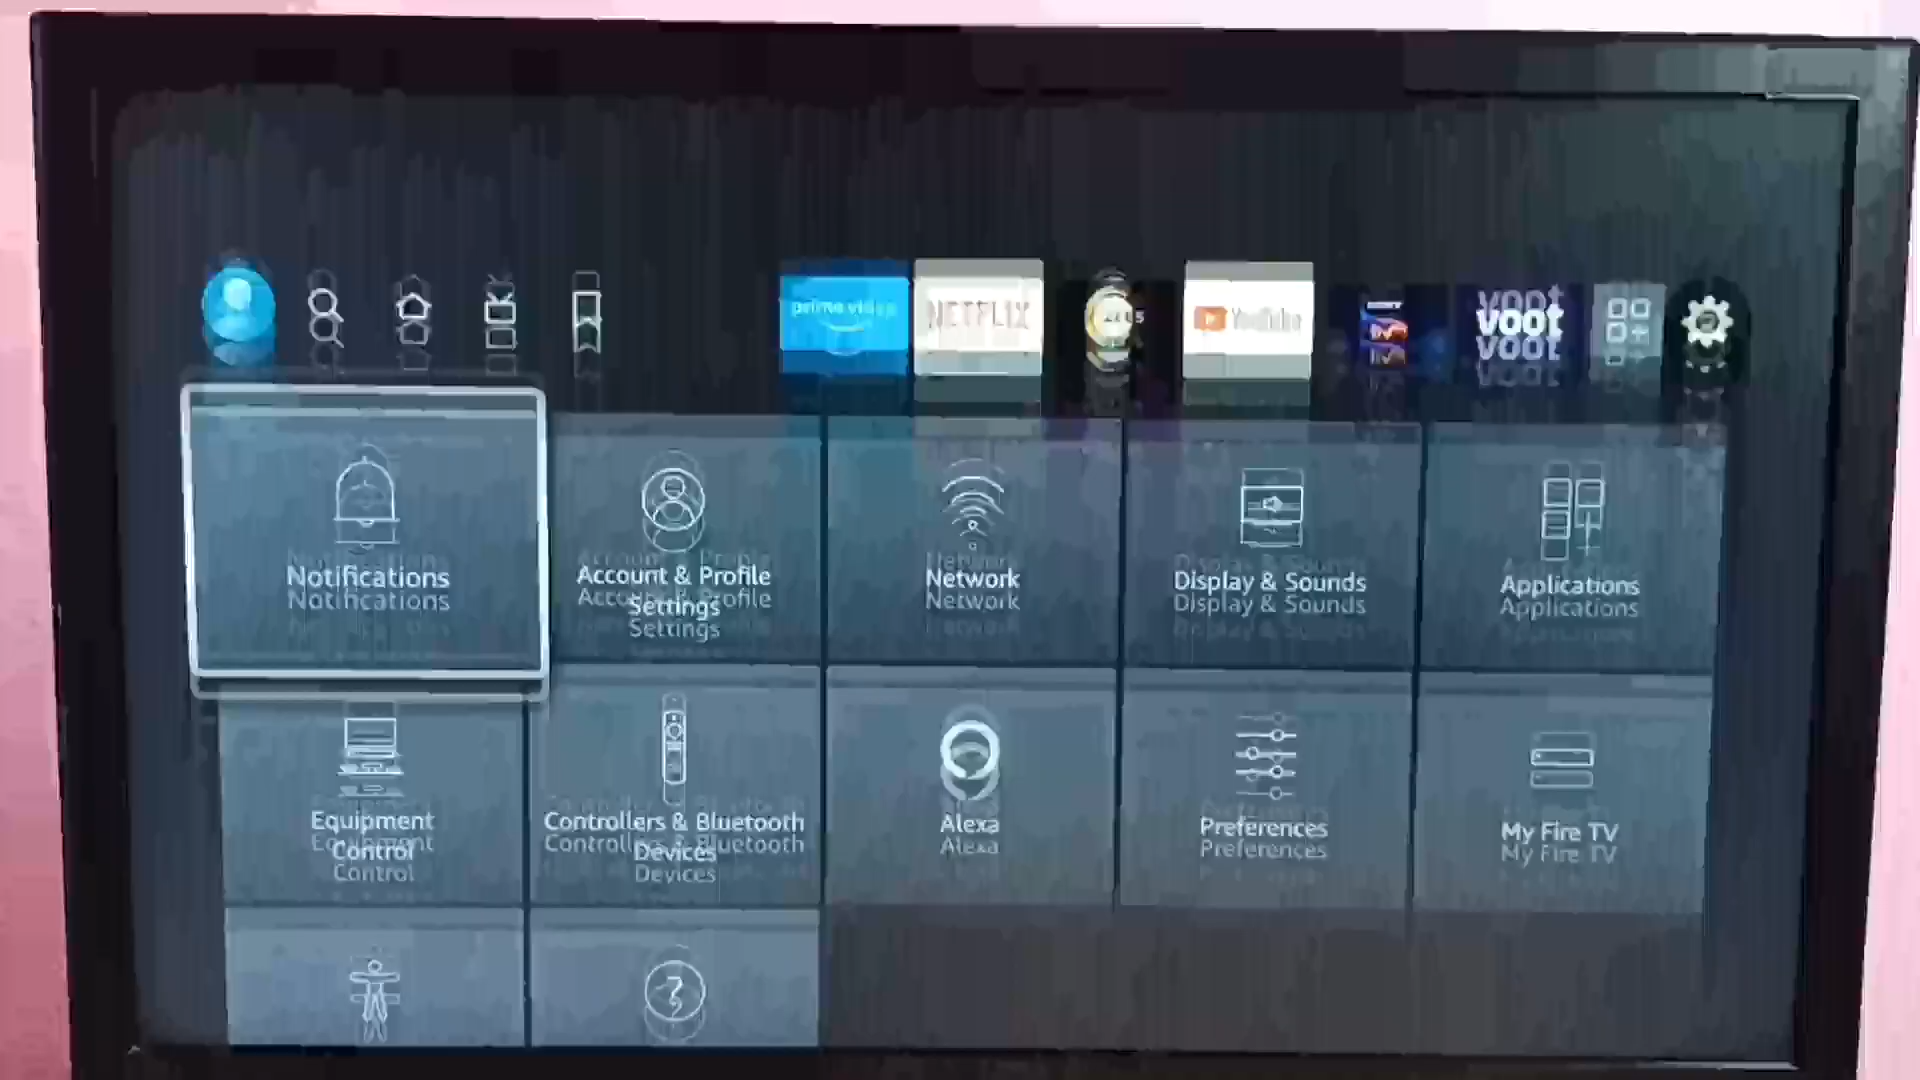 prime video
NETFLIX
YouTube
voot
Notifications
Account & Profile
Settings
Network
Display & Sounds
Applications
Equipment
Control
Controllers & Bluetooth
Devices
Alexa
Preferences
My Fire TV